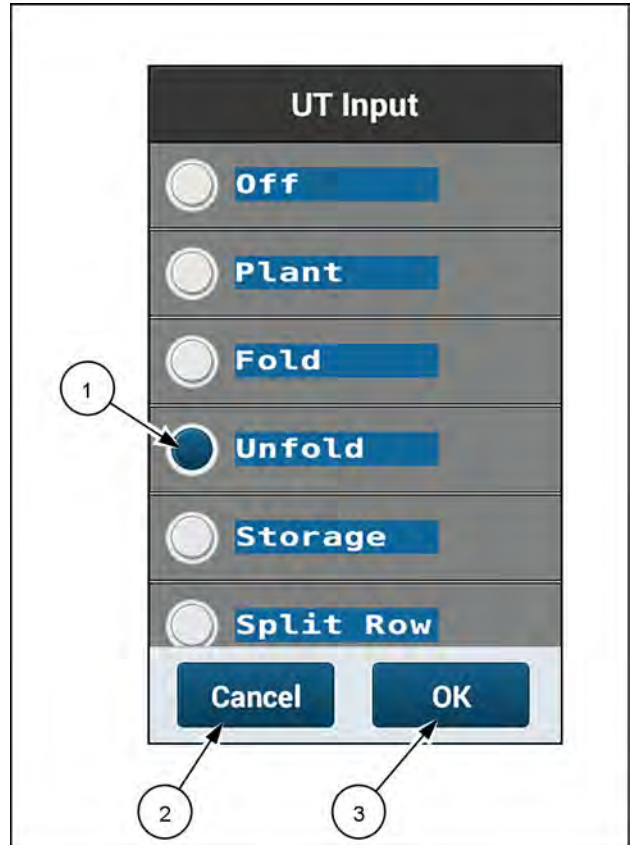 UT Input
Off
Plant
Fold
1
Unfold
Storage
Split Row
Cancel OK
2 3